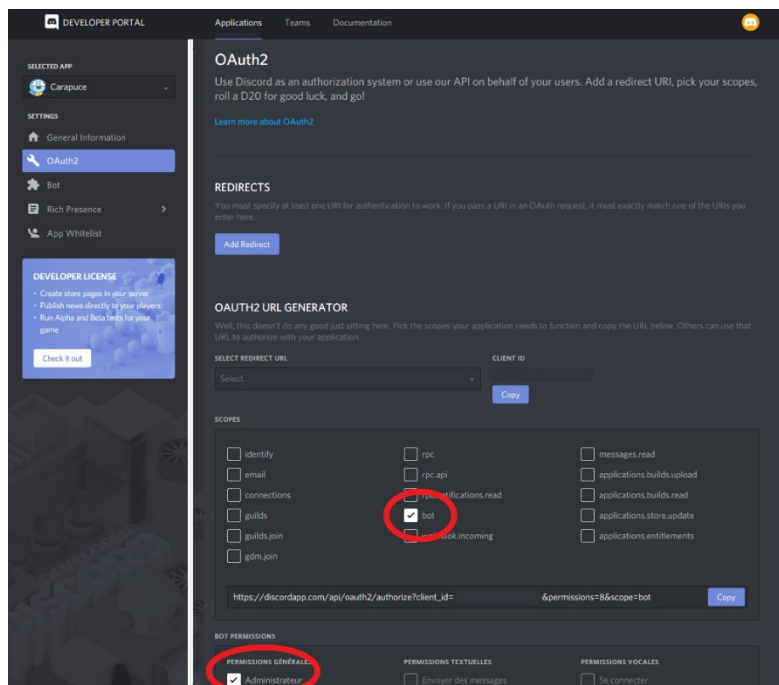 DEVELOPER PORTAL
Applications Teams Documentation
SELECTED APP
Carapuce
SETTINGS
General Information
OAuth2
Bot
Rich Presence
App Whitelist
DEVELOPER LICENSE
• Create store pages in your server
• Publish news directly to your players
• Run Alpha and Beta tests for your
game
Check it out
OAuth2
Use Discord as an authorization system or use our API on behalf of your users. Add a redirect URI, pick your scopes,
roll a D20 for good luck, and go!
Learn more about OAuth2
REDIRECTS
You must specify at least one URI for authentication to work. If you pass a URI in an OAuth request, it must exactly match one of the URIs you
enter here.
Add Redirect
OAUTH2 URL GENERATOR
Well, this doesn't do any good just sitting here. Pick the scopes your application needs to function and copy the URL below. Others can use that
URL to authorize with your application.
SELECT REDIRECT URL CLIENT ID
Select...
Copy
SCOPES
identify rpc messages.read
email rpc.api applications.builds.upload
connections rpc.notifications.read applications.builds.read
guilds bot applications.store.update
guilds.join webhook.incoming applications.entitlements
gdm.join
https://discordapp.com/api/oauth2/authorize?client_id= &permissions=8&scope=bot Copy
BOT PERMISSIONS
PERMISSIONS GÉNÉRALES PERMISSIONS TEXTUELLES PERMISSIONS VOCALES
Administrateur Envoyer des messages Se connecter